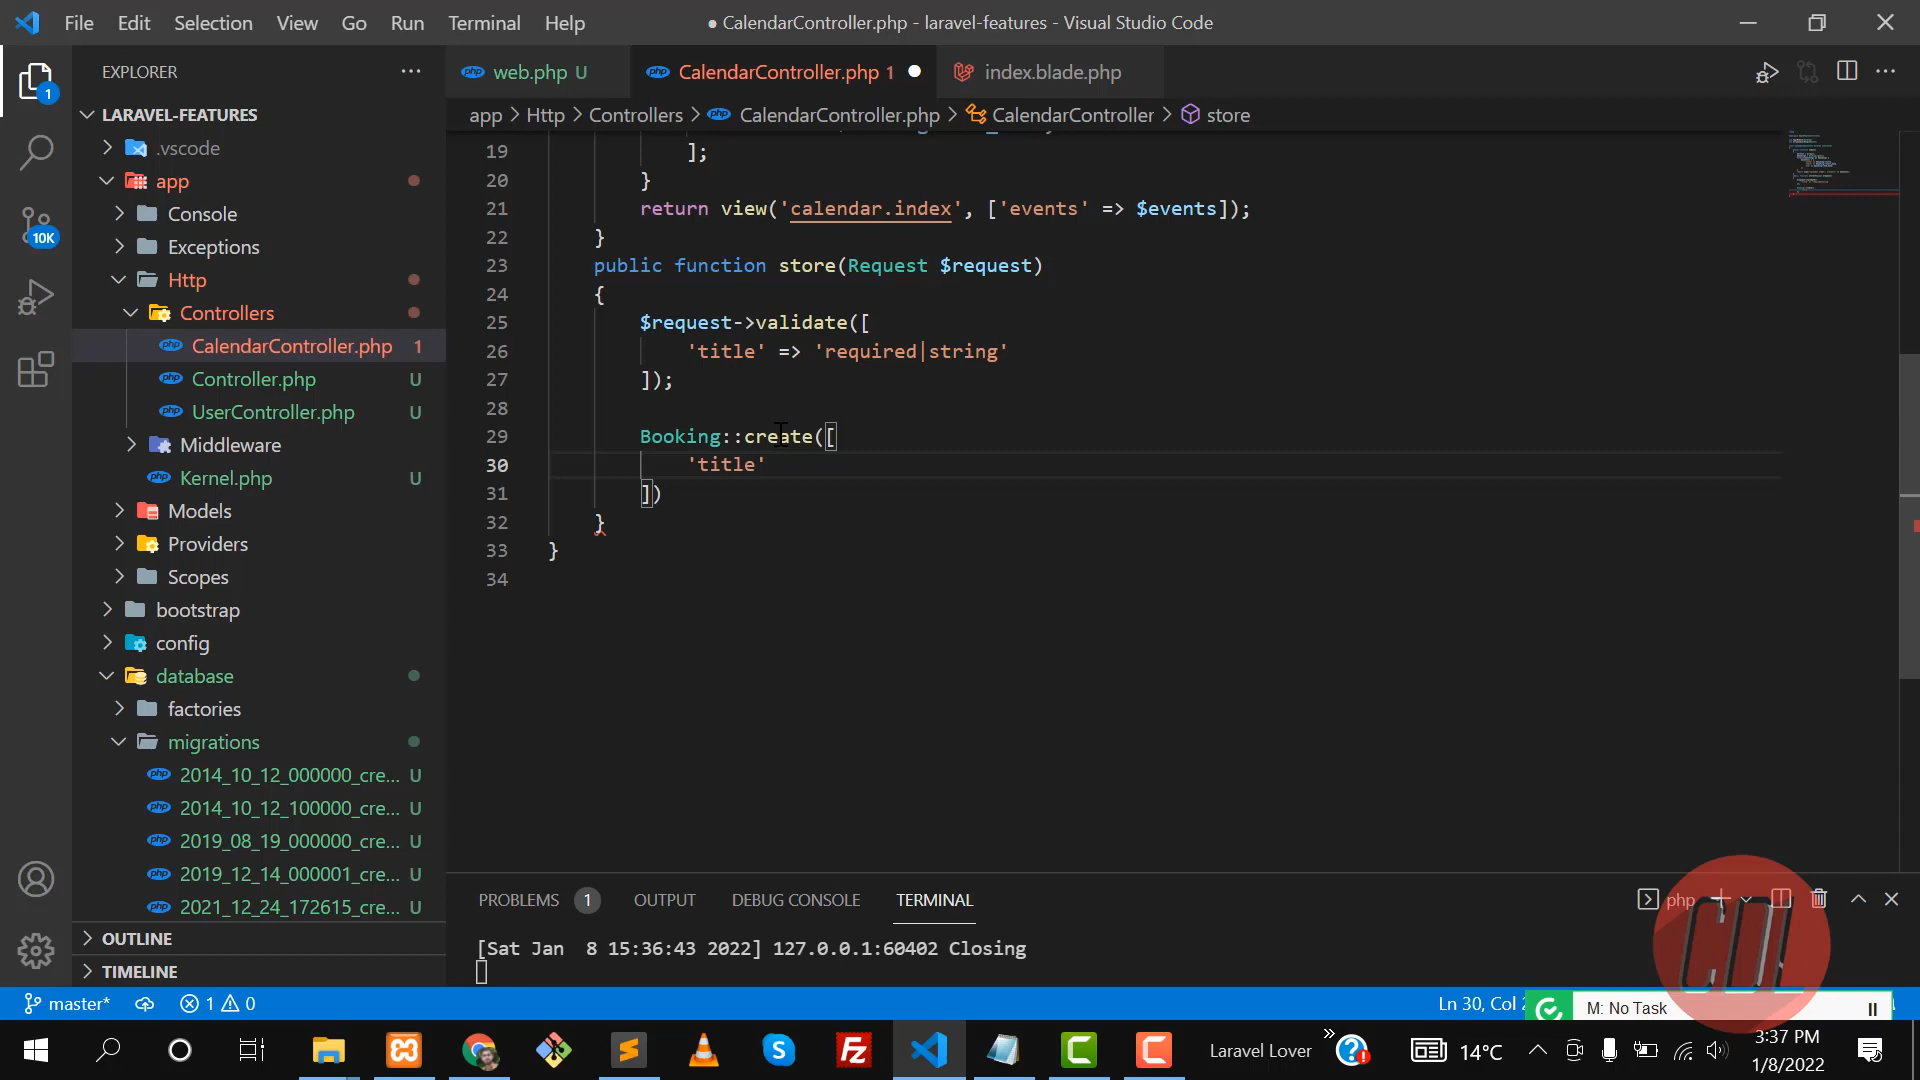 File Edit Selection View Go Run Terminal Help
● CalendarController.php - laravel-features - Visual Studio Code
EXPLORER
web.php U
CalendarController.php 1
index.blade.php
app > Http > Controllers > CalendarController.php > CalendarController > store
LARAVEL-FEATURES
.vscode
app
Console
Exceptions
Http
Controllers
CalendarController.php 1
Controller.php U
UserController.php U
Middleware
Kernel.php U
Models
Providers
Scopes
bootstrap
config
database
factories
migrations
2014_10_12_000000_cre... U
2014_10_12_100000_cre... U
2019_08_19_000000_cre... U
2019_12_14_000001_cre... U
2021_12_24_172615_cre... U
OUTLINE
TIMELINE
1
10K
19 ];
20 }
21 return view('calendar.index', ['events' => $events]);
22 }
23 public function store(Request $request)
24 {
25 $request->validate([
26 'title' => 'required|string'
27 ]);
28
29 Booking::create([
30 'title'
31 ])
32 }
33 }
34
PROBLEMS 1 OUTPUT DEBUG CONSOLE TERMINAL
php
[Sat Jan  8 15:36:43 2022] 127.0.0.1:60402 Closing
CDL
master* 1 0
Ln 30, Col
M: No Task
Laravel Lover
14°C
3:37 PM
1/8/2022